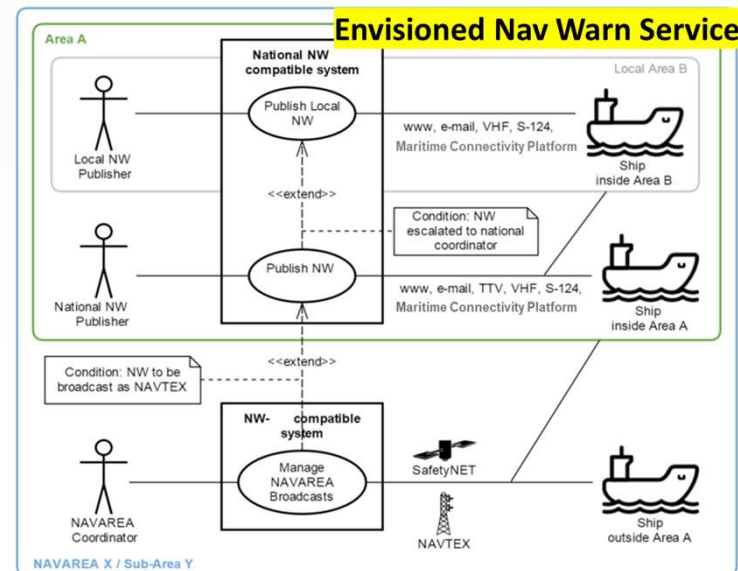 Envisioned Nav Warn Service
Area A
National NW
compatible system
Local Area B
Publish Local
NW
www, e-mail, VHF, S-124,
Maritime Connectivity Platform
Local NW
Publisher
Ship
inside Area B
<<extend>>
Condition: NW
escalated to national
coordinator
Publish NW
www, e-mail, TTV, VHF, S-124,
Maritime Connectivity Platform
National NW
Publisher
Ship
inside Area A
<<extend>>
Condition: NW to be
broadcast as NAVTEX
NW- compatible
system
Manage
NAVAREA
Broadcasts
SafetyNET
NAVTEX
NAVAREA
Coordinator
Ship
outside Area A
NAVAREA X / Sub-Area Y